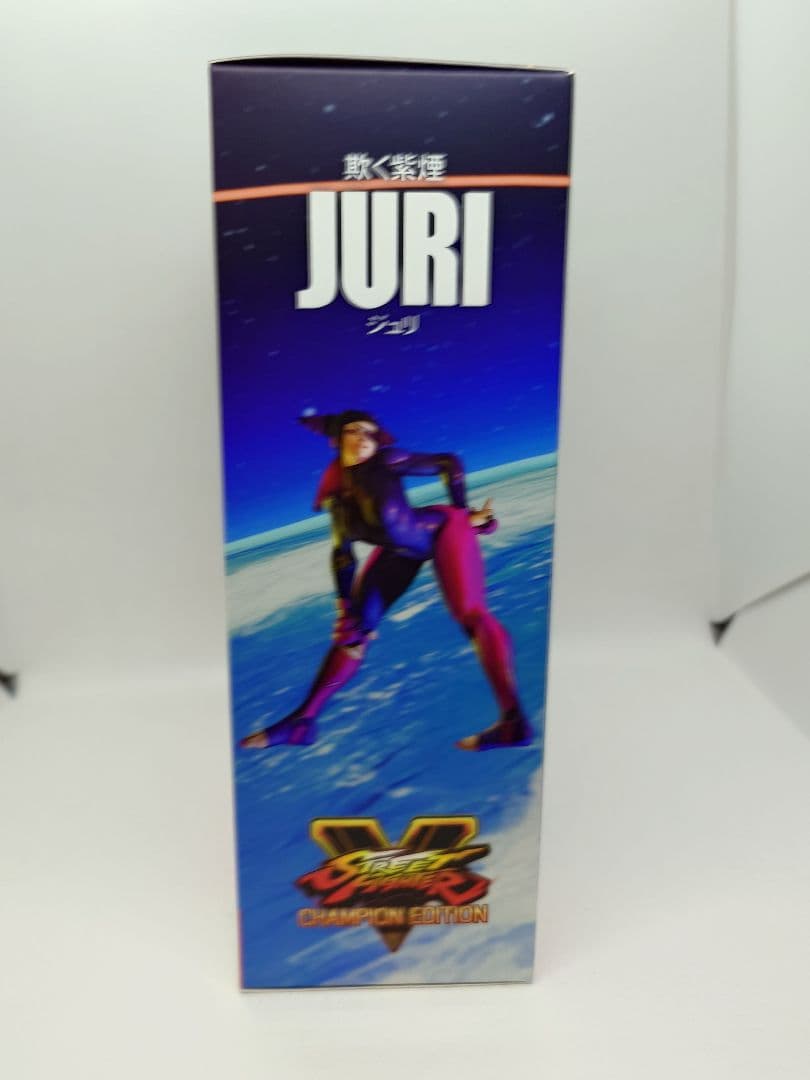 欺く紫煙
JURI
ジュリ
V
STREET
FIGHTER
CHAMPION EDITION